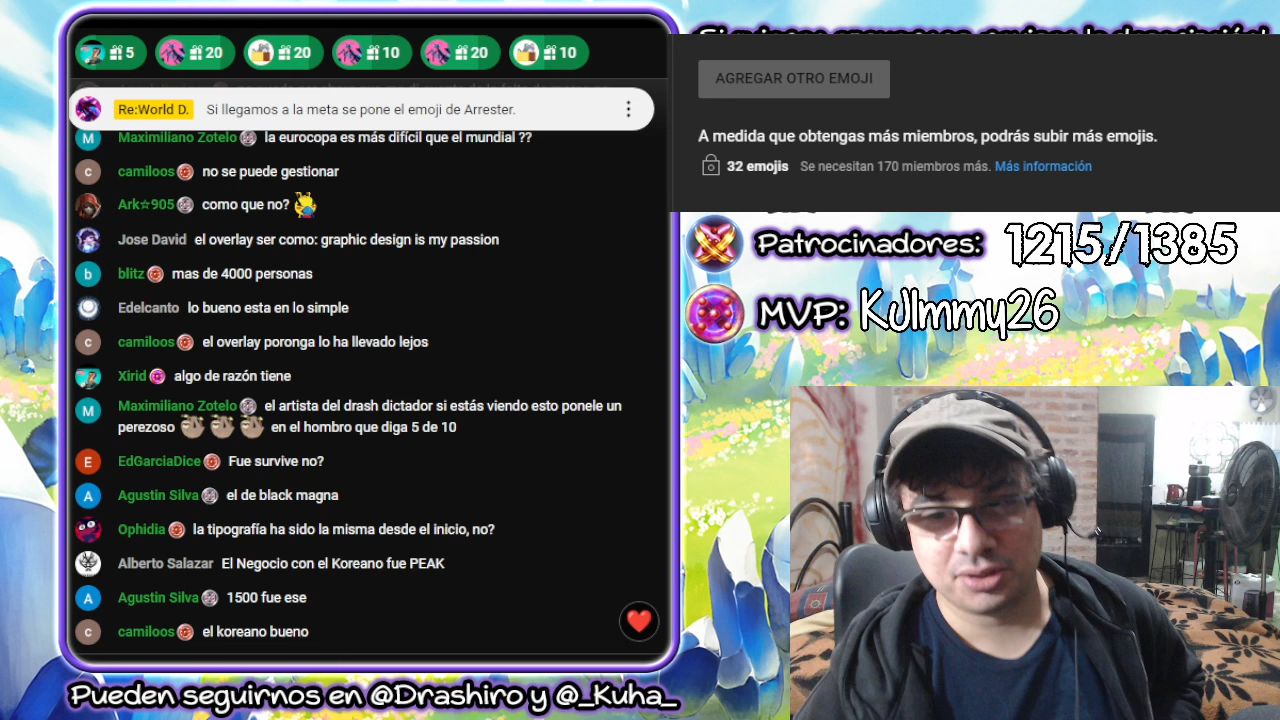 5
20
20
10
20
10
Re:World D. Si llegamos a la meta se pone el emoji de Arrester.
M Maximiliano Zotelo la eurocopa es más difícil que el mundial ??
c camiloos no se puede gestionar
Ark☆905 como que no?
Jose David el overlay ser como: graphic design is my passion
b blitz mas de 4000 personas
Edelcanto lo bueno esta en lo simple
c camiloos el overlay poronga lo ha llevado lejos
Xirid algo de razón tiene
M Maximiliano Zotelo el artista del drash dictador si estás viendo esto ponele un
perezoso en el hombro que diga 5 de 10
E EdGarciaDice Fue survive no?
A Agustin Silva el de black magna
Ophidia la tipografía ha sido la misma desde el inicio, no?
Alberto Salazar El Negocio con el Koreano fue PEAK
A Agustin Silva 1500 fue ese
c camiloos el koreano bueno
Pueden seguirnos en @Drashiro y @_Kuha_
AGREGAR OTRO EMOJI
A medida que obtengas más miembros, podrás subir más emojis.
32 emojis Se necesitan 170 miembros más. Más información
Patrocinadores: 1215/1385
MVP: KJImmy26